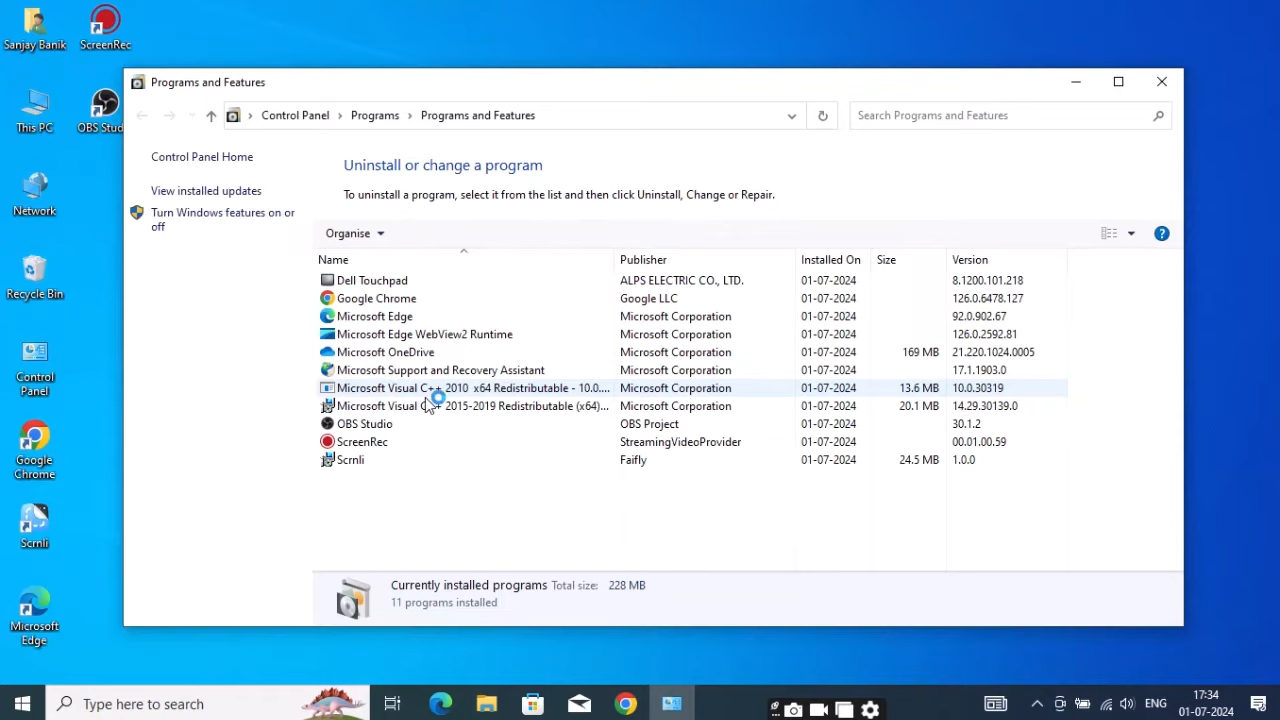 Sanjay Banik
ScreenRec
This PC
OBS Stud
Network
Recycle Bin
Control
Panel
Google
Chrome
Scrnli
Microsoft
Edge
Programs and Features
Control Panel > Programs > Programs and Features
Search Programs and Features
Control Panel Home
View installed updates
Turn Windows features on or
off
Uninstall or change a program
To uninstall a program, select it from the list and then click Uninstall, Change or Repair.
Organise
Name Publisher Installed On Size Version
Dell Touchpad ALPS ELECTRIC CO., LTD. 01-07-2024 8.1200.101.218
Google Chrome Google LLC 01-07-2024 126.0.6478.127
Microsoft Edge Microsoft Corporation 01-07-2024 92.0.902.67
Microsoft Edge WebView2 Runtime Microsoft Corporation 01-07-2024 126.0.2592.81
Microsoft OneDrive Microsoft Corporation 01-07-2024 169 MB 21.220.1024.0005
Microsoft Support and Recovery Assistant Microsoft Corporation 01-07-2024 17.1.1903.0
Microsoft Visual C++ 2010 x64 Redistributable - 10.0.... Microsoft Corporation 01-07-2024 13.6 MB 10.0.30319
Microsoft Visual C++ 2015-2019 Redistributable (x64)... Microsoft Corporation 01-07-2024 20.1 MB 14.29.30139.0
OBS Studio OBS Project 01-07-2024 30.1.2
ScreenRec StreamingVideoProvider 01-07-2024 00.01.00.59
Scrnli Faifly 01-07-2024 24.5 MB 1.0.0
Currently installed programs Total size: 228 MB
11 programs installed
Type here to search
ENG
17:34
01-07-2024